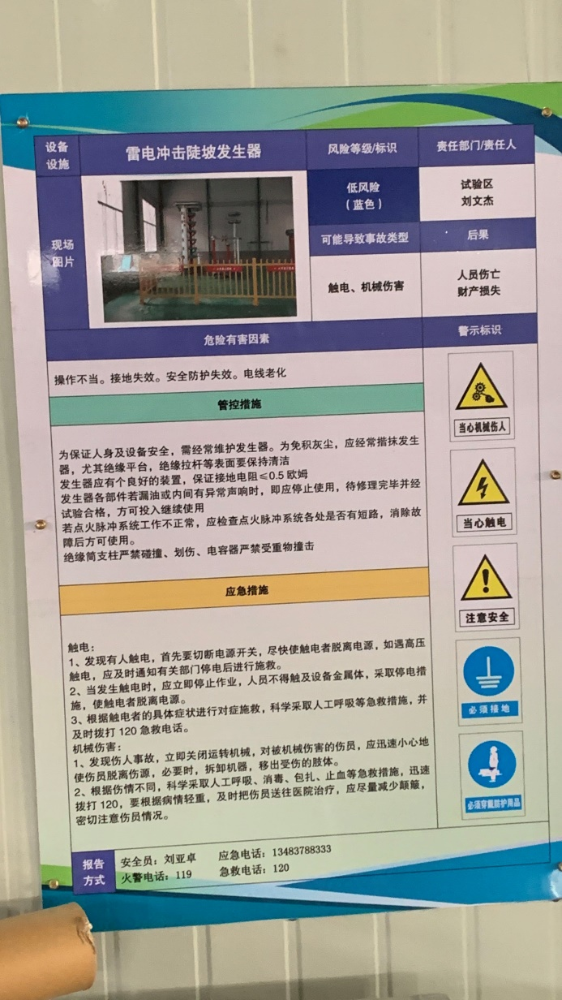 设备
设施
雷电冲击陡坡发生器
风险等级/标识
责任部门/责任人
现场
图片
低风险
（蓝色）
试验区
刘文杰
可能导致事故类型
后果
触电、机械伤害
人员伤亡
财产损失
危险有害因素
警示标识
操作不当。接地失效。安全防护失效。电线老化
管控措施
为保证人身及设备安全，需经常维护发生器。为免积灰尘，应经常揩抹发生
器，尤其绝缘平台，绝缘拉杆等表面要保持清洁
发生器应有个良好的装置，保证接地电阻≤0.5 欧姆
发生器各部件若漏油或内间有异常声响时，即应停止使用，待修理完毕并经
试验合格，方可投入继续使用
若点火脉冲系统工作不正常，应检查点火脉冲系统各处是否有短路，消除故
障后方可使用。
绝缘筒支柱严禁碰撞、划伤、电容器严禁受重物撞击
应急措施
触电：
1、发现有人触电，首先要切断电源开关，尽快使触电者脱离电源，如遇高压
触电，应及时通知有关部门停电后进行施救。
2、当发生触电时，应立即停止作业，人员不得触及设备金属体，采取停电措
施，使触电者脱离电源。
3、根据触电者的具体症状进行对症施救，科学采取人工呼吸等急救措施，并
及时拨打 120 急救电话。
机械伤害：
1、发现伤人事故，立即关闭运转机械，对被机械伤害的伤员，应迅速小心地
使伤员脱离伤源，必要时，拆卸机器，移出受伤的肢体。
2、根据伤情不同，科学采取人工呼吸、消毒、包扎、止血等急救措施，迅速
拨打 120，要根据病情轻重，及时把伤员送往医院治疗，应尽量减少颠簸，
密切注意伤员情况。
当心机械伤人
当心触电
注意安全
必须接地
必须穿戴防护用品
报告
方式
安全员：刘亚卓 应急电话：13483788333
火警电话：119 急救电话：120